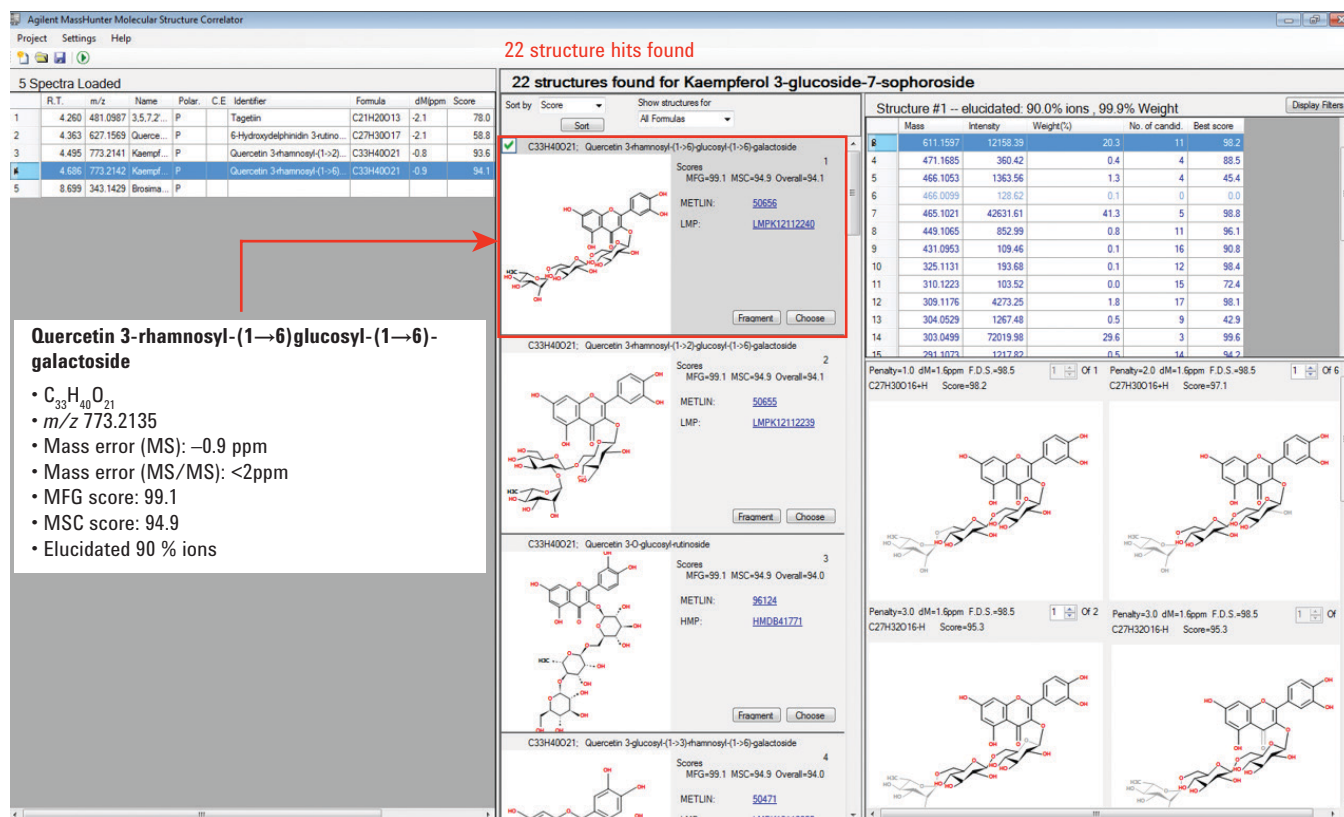 Agilent MassHunter Molecular Structure Correlator
Project Settings Help
22 structure hits found
5 Spectra Loaded
R.T. m/z Name Polar. C.E Identifier Formula dM(ppm Score
1 4.260 481.0987 3,5,7,2'... P Tagetiin C21H20O13 -2.1 78.0
2 4.363 627.1569 Querce... P 6-Hydroxydelphinidin 3-rutino... C27H30O17 -2.1 58.8
3 4.495 773.2141 Kaempf... P Quercetin 3-rhamnosyl-(1->2)... C33H40O21 -0.8 93.6
4.686 773.2142 Kaempf... P Quercetin 3-rhamnosyl-(1->6)... C33H40O21 -0.9 94.1
5 8.699 343.1429 Brosima... P
Quercetin 3-rhamnosyl-(1→6)glucosyl-(1→6)-
galactoside
• C33H40O21
• m/z 773.2135
• Mass error (MS): –0.9 ppm
• Mass error (MS/MS): <2ppm
• MFG score: 99.1
• MSC score: 94.9
• Elucidated 90 % ions
22 structures found for Kaempferol 3-glucoside-7-sophoroside
Sort by Score
Sort
Show structures for
All Formulas
C33H40O21; Quercetin 3-rhamnosyl-(1->6)-glucosyl-(1->6)-galactoside
1
Scores
MFG=99.1 MSC=94.9 Overall=94.1
METLIN: 50656
LMP: LMPK12112240
Fragment Choose
C33H40O21; Quercetin 3-rhamnosyl-(1->2)-glucosyl-(1->6)-galactoside
2
Scores
MFG=99.1 MSC=94.9 Overall=94.1
METLIN: 50655
LMP: LMPK12112239
Fragment Choose
C33H40O21; Quercetin 3-O-glucosyl-rutinoside
3
Scores
MFG=99.1 MSC=94.9 Overall=94.0
METLIN: 96124
HMP: HMDB41771
Fragment Choose
C33H40O21; Quercetin 3-glucosyl-(1->3)-rhamnosyl-(1->6)-galactoside
4
Scores
MFG=99.1 MSC=94.9 Overall=94.0
METLIN: 50471
Structure #1 -- elucidated: 90.0% ions , 99.9% Weight
Display Filters
Mass Intensity Weight(%) No. of candid. Best score
611.1597 12158.39 20.3 11 98.2
4 471.1685 360.42 0.4 4 88.5
5 466.1053 1363.56 1.3 4 45.4
6 466.0099 128.62 0.1 0 0.0
7 465.1021 42631.61 41.3 5 98.8
8 449.1065 852.99 0.8 11 96.1
9 431.0953 109.46 0.1 16 90.8
10 325.1131 193.68 0.1 12 98.4
11 310.1223 103.52 0.0 15 72.4
12 309.1176 4273.25 1.8 17 98.1
13 304.0529 1267.48 0.5 9 42.9
14 303.0499 72019.98 29.6 3 99.6
15 291.1073 1217.82 0.5 14 94.2
Penalty=1.0 dM=1.6ppm F.D.S.=98.5 1 Of 1
C27H30O16+H Score=98.2
Penalty=2.0 dM=1.6ppm F.D.S.=98.5 1 Of 6
C27H30O16+H Score=97.1
Penalty=3.0 dM=1.6ppm F.D.S.=98.5 1 Of 2
C27H32O16-H Score=95.3
Penalty=3.0 dM=1.6ppm F.D.S.=98.5 1 Of
C27H32O16-H Score=95.3